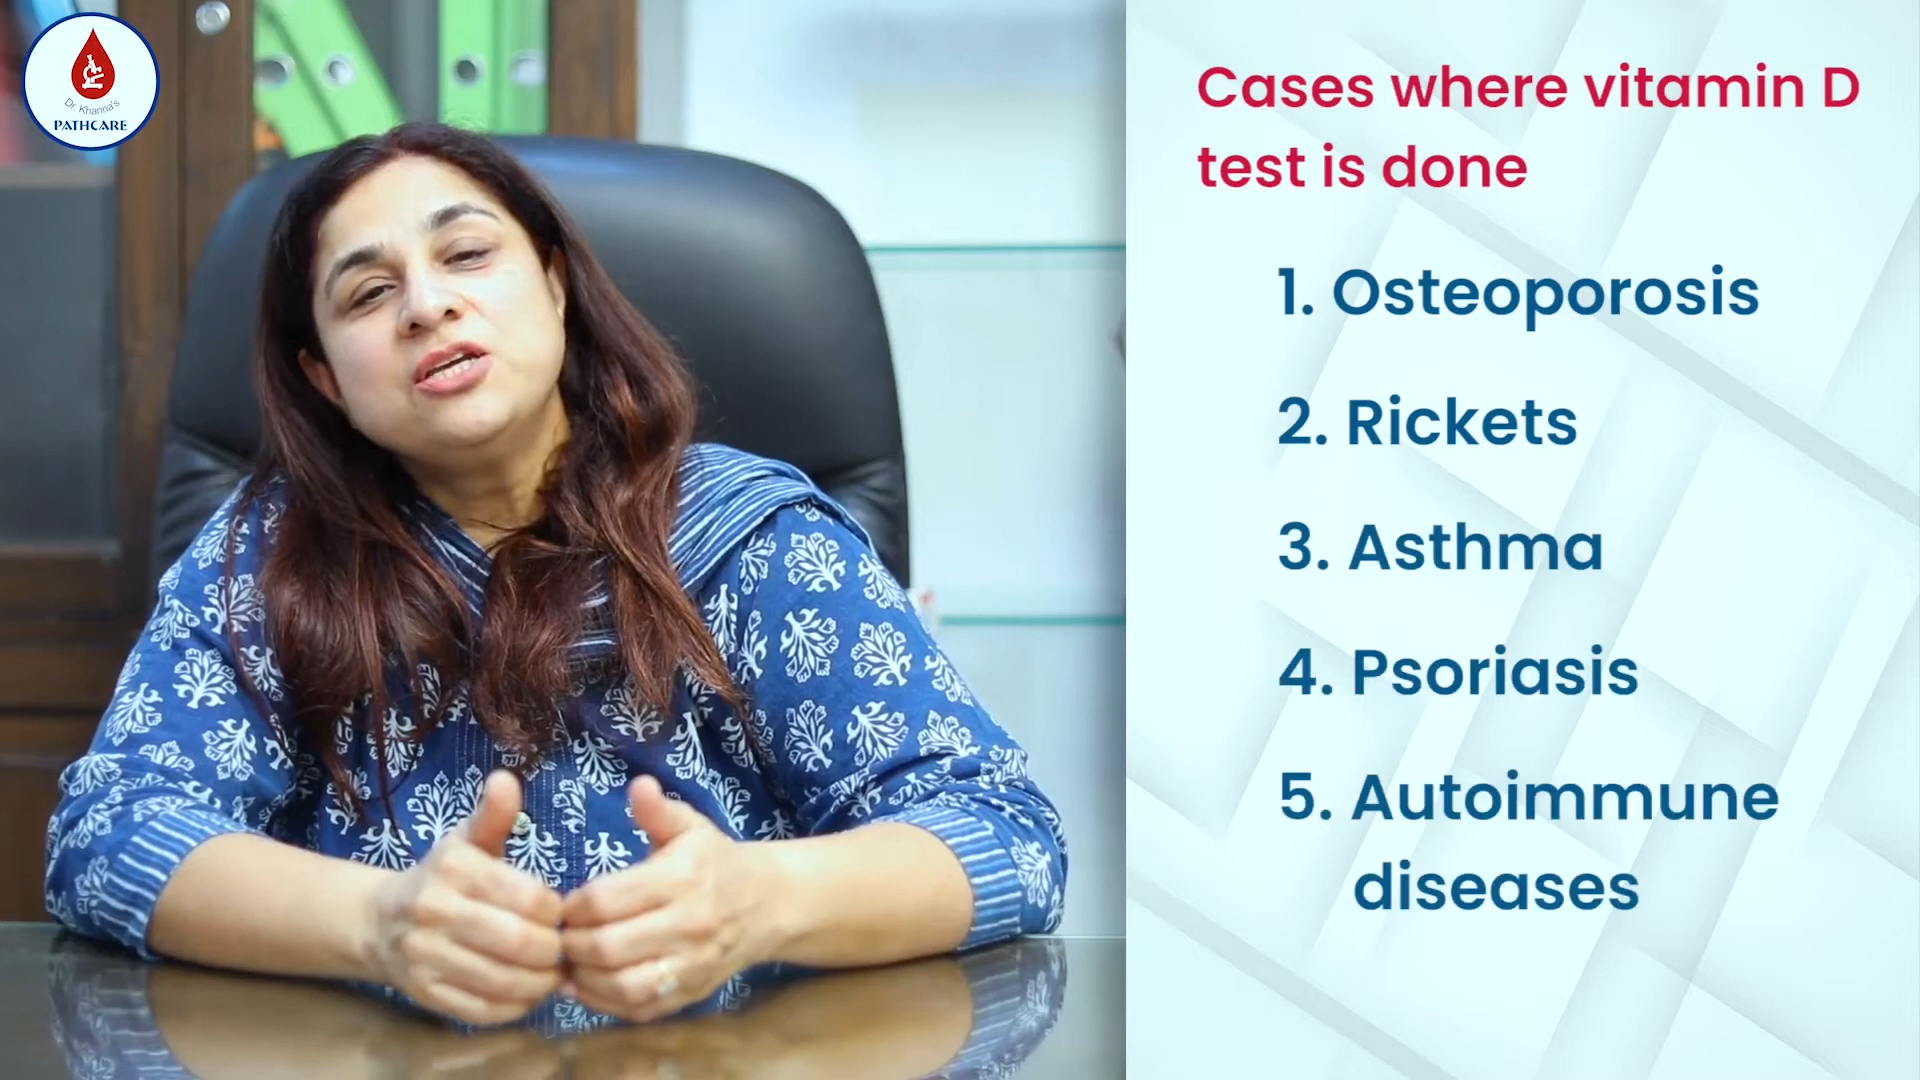 Dr. Khanna's
PATHCARE
Cases where vitamin D
test is done
1. Osteoporosis
2. Rickets
3. Asthma
4. Psoriasis
5. Autoimmune
diseases